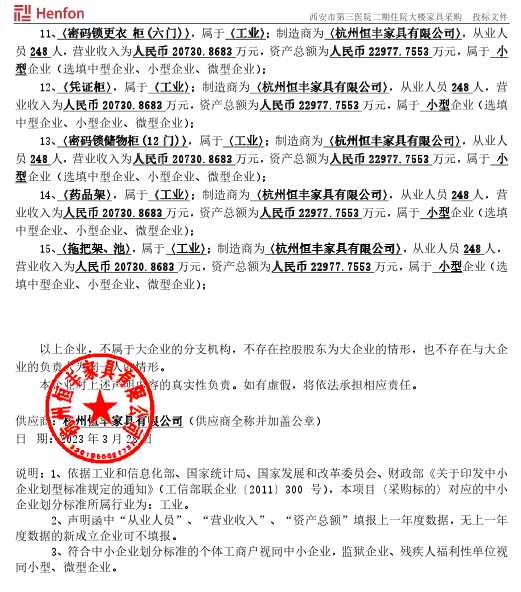 Henfon 西安市第三医院二期住院大楼家具采购 投标文件
11、（密码锁更衣 柜(六门)），属于（工业）；制造商为（杭州恒丰家具有限公司），从业人
员 248 人，营业收入为人民币 20730.8683 万元，资产总额为人民币 22977.7553 万元，属于 小
型企业（选填中型企业、小型企业、微型企业）；
12、（凭证柜），属于（工业）；制造商为（杭州恒丰家具有限公司），从业人员 248 人，营
业收入为人民币 20730.8683 万元，资产总额为人民币 22977.7553 万元，属于 小型企业（选填
中型企业、小型企业、微型企业）；
13、（密码锁储物柜(12 门)），属于（工业）；制造商为（杭州恒丰家具有限公司），从业人
员 248 人，营业收入为人民币 20730.8683 万元，资产总额为人民币 22977.7553 万元，属于 小
型企业（选填中型企业、小型企业、微型企业）；
14、（药品架），属于（工业）；制造商为（杭州恒丰家具有限公司），从业人员 248 人，营
业收入为人民币 20730.8683 万元，资产总额为人民币 22977.7553 万元，属于 小型企业（选填
中型企业、小型企业、微型企业）；
15、（拖把架、池），属于（工业）；制造商为（杭州恒丰家具有限公司），从业人员 248 人，
营业收入为人民币 20730.8683 万元，资产总额为人民币 22977.7553 万元，属于 小型企业（选
填中型企业、小型企业、微型企业）；
以上企业，不属于大企业的分支机构，不存在控股股东为大企业的情形，也不存在与大企
业的负责人为同一人的情形。
本企业对上述声明内容的真实性负责。如有虚假，将依法承担相应责任。
杭州恒丰家具有限公司
供应商：杭州恒丰家具有限公司（供应商全称并加盖公章）
日 期：2023 年 3 月 日
说明：1、依据工业和信息化部、国家统计局、国家发展和改革委员会、财政部《关于印发中小
企业划型标准规定的通知》（工信部联企业〔2011〕300 号），本项目（采购标的）对应的中小
企业划分标准所属行业为：工业。
2、声明函中“从业人员”、“营业收入”、“资产总额”填报上一年度数据，无上一年
度数据的新成立企业可不填报。
3、符合中小企业划分标准的个体工商户视同中小企业，监狱企业、残疾人福利性单位视
同小型、微型企业。